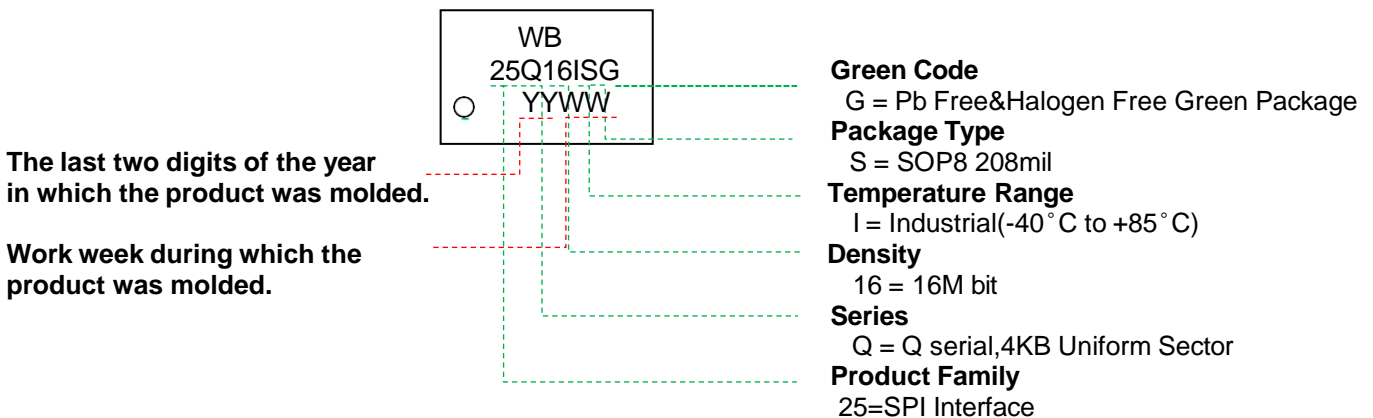 WB
25Q16ISG
YYWW
The last two digits of the year
in which the product was molded.
Work week during which the
product was molded.
Green Code
G = Pb Free&Halogen Free Green Package
Package Type
S = SOP8 208mil
Temperature Range
I = Industrial(-40˚C to +85˚C)
Density
16 = 16M bit
Series
Q = Q serial,4KB Uniform Sector
Product Family
25=SPI Interface